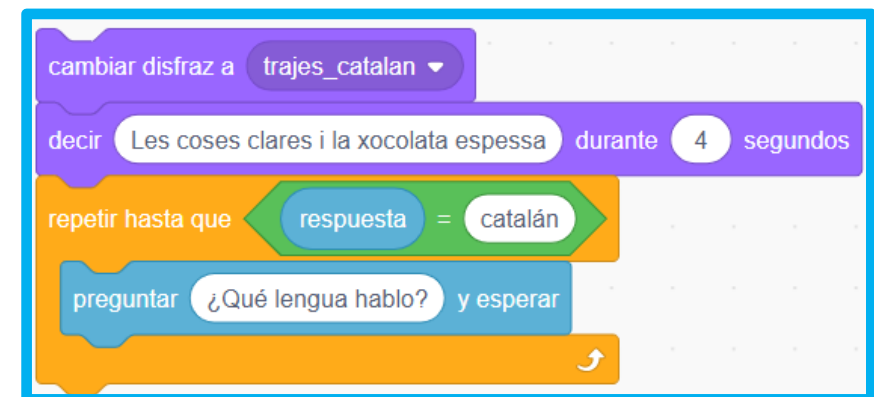 cambiar disfraz a trajes_catalan
decir Les coses clares i la xocolata espessa durante 4 segundos
repetir hasta que respuesta = catalán
preguntar ¿Qué lengua hablo? y esperar